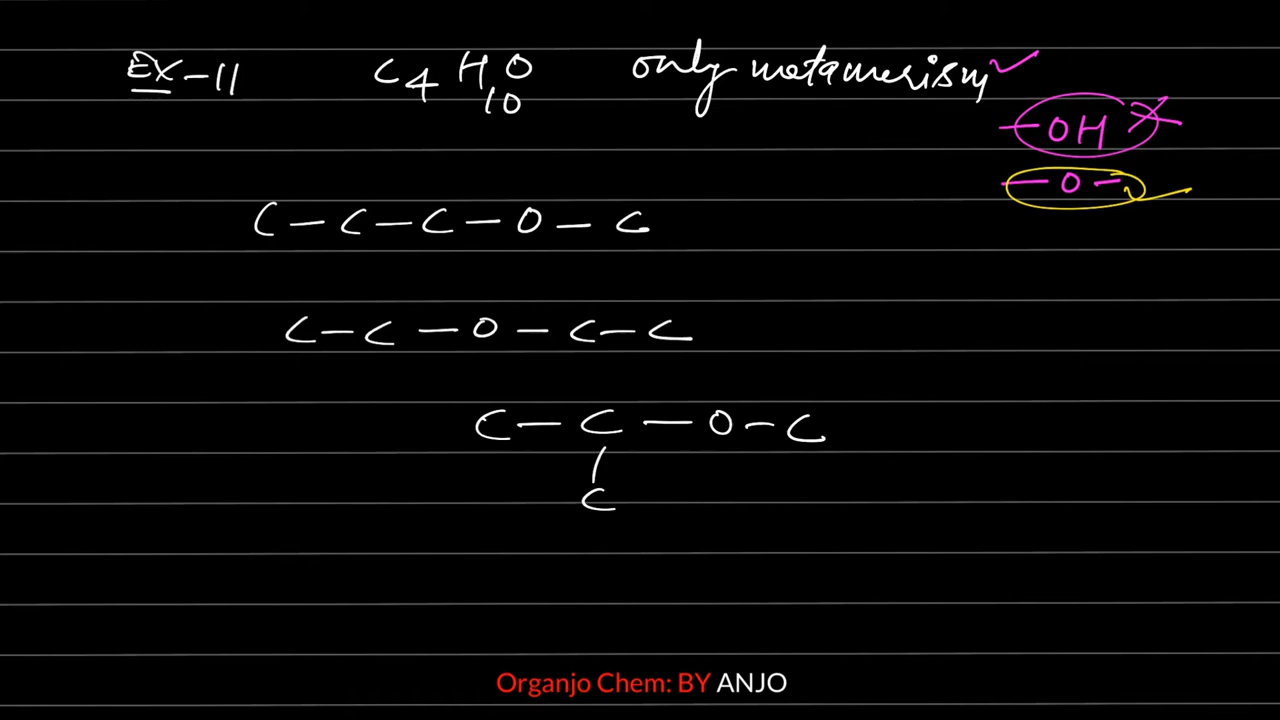 EX-11 C4H10O only metamerism
-OH
-O-
C-C-C-O-C
C-C-O-C-C
C-C-O-C
C
Organjo Chem: BY ANJO